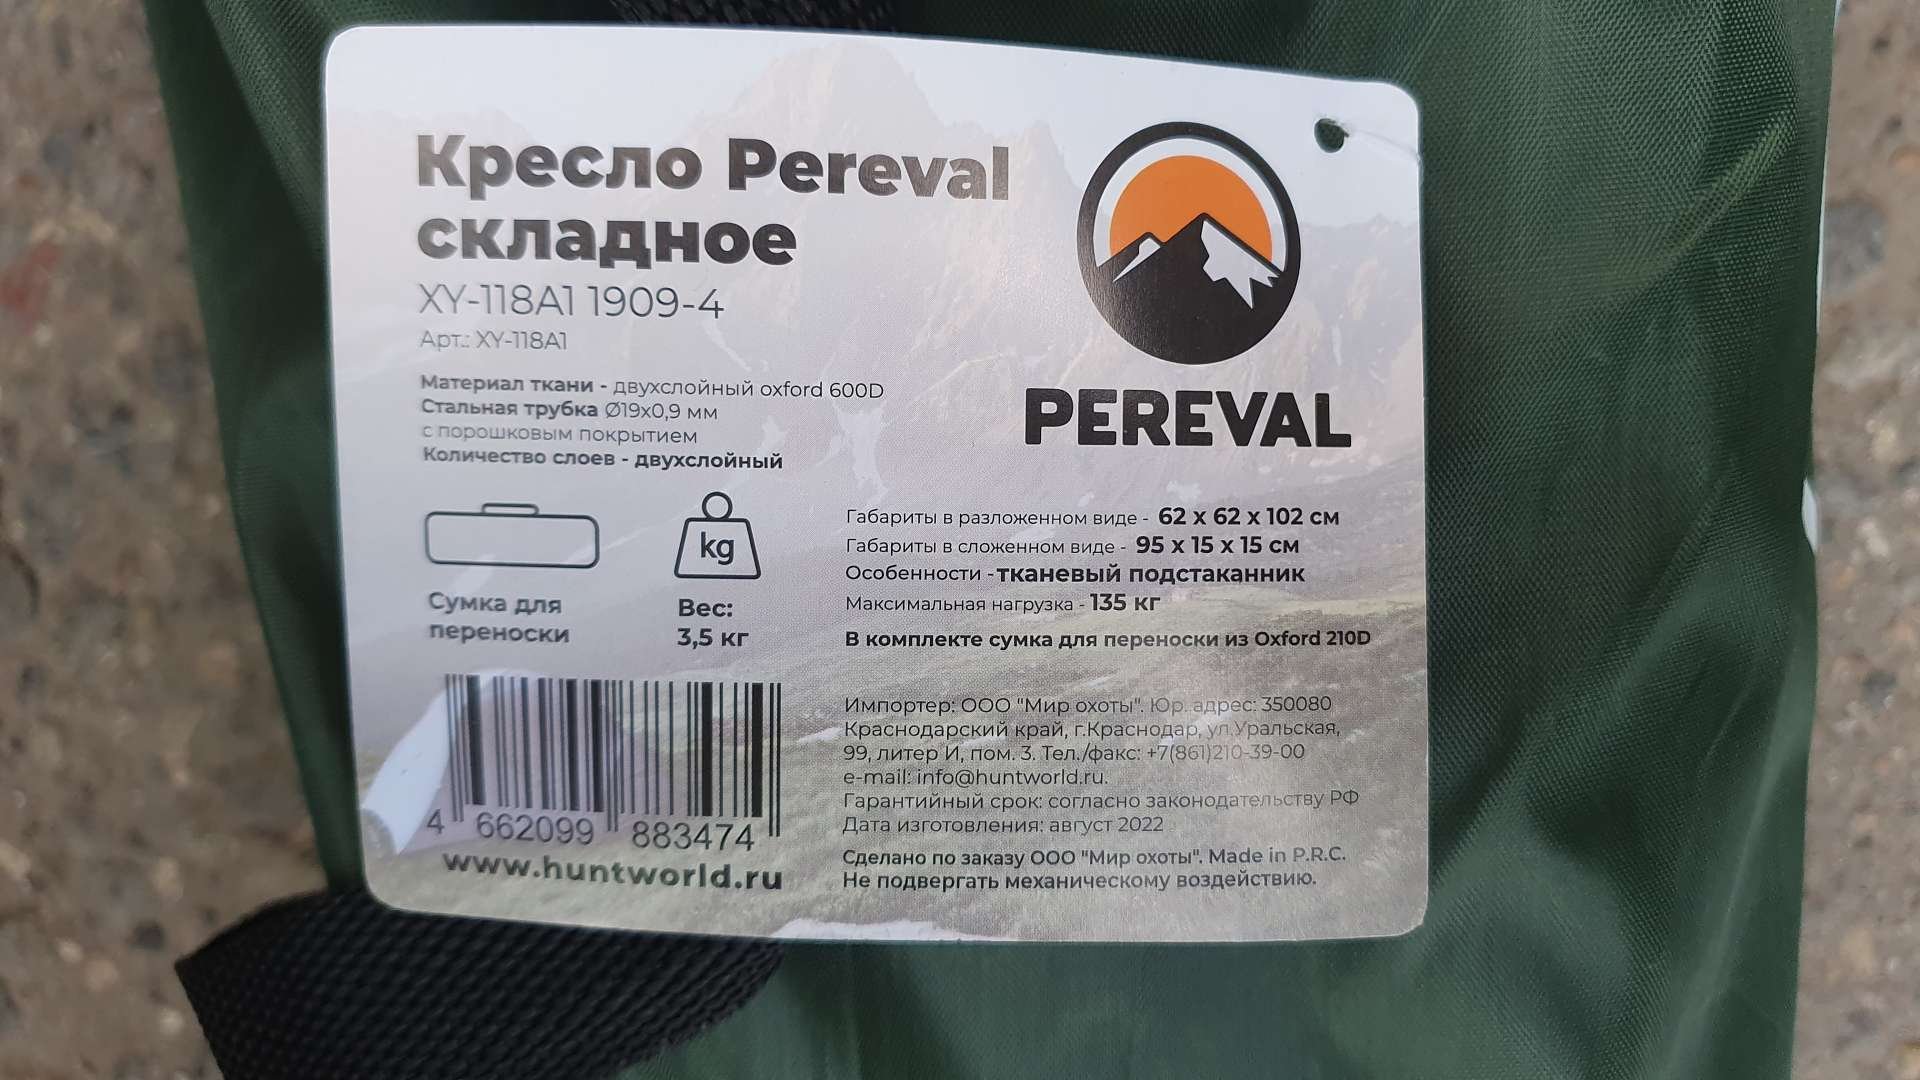 Кресло Pereval
складное
XY-118A1 1909-4
Арт.: XY-118A1
Материал ткани - двухслойный oxford 600D
Стальная трубка Ø19x0,9 мм
с порошковым покрытием
Количество слоев - двухслойный
kg
Сумка для
переноски
Вес:
3,5 кг
4 662099 883474
www.huntworld.ru
PEREVAL
Габариты в разложенном виде - 62 x 62 x 102 см
Габариты в сложенном виде - 95 x 15 x 15 см
Особенности - тканевый подстаканник
Максимальная нагрузка - 135 кг
В комплекте сумка для переноски из Oxford 210D
Импортер: ООО "Мир охоты". Юр. адрес: 350080
Краснодарский край, г.Краснодар, ул.Уральская,
99, литер И, пом. 3. Тел./факс: +7(861)210-39-00
e-mail: info@huntworld.ru.
Гарантийный срок: согласно законодательству РФ
Дата изготовления: август 2022
Сделано по заказу ООО "Мир охоты". Made in P.R.C.
Не подвергать механическому воздействию.